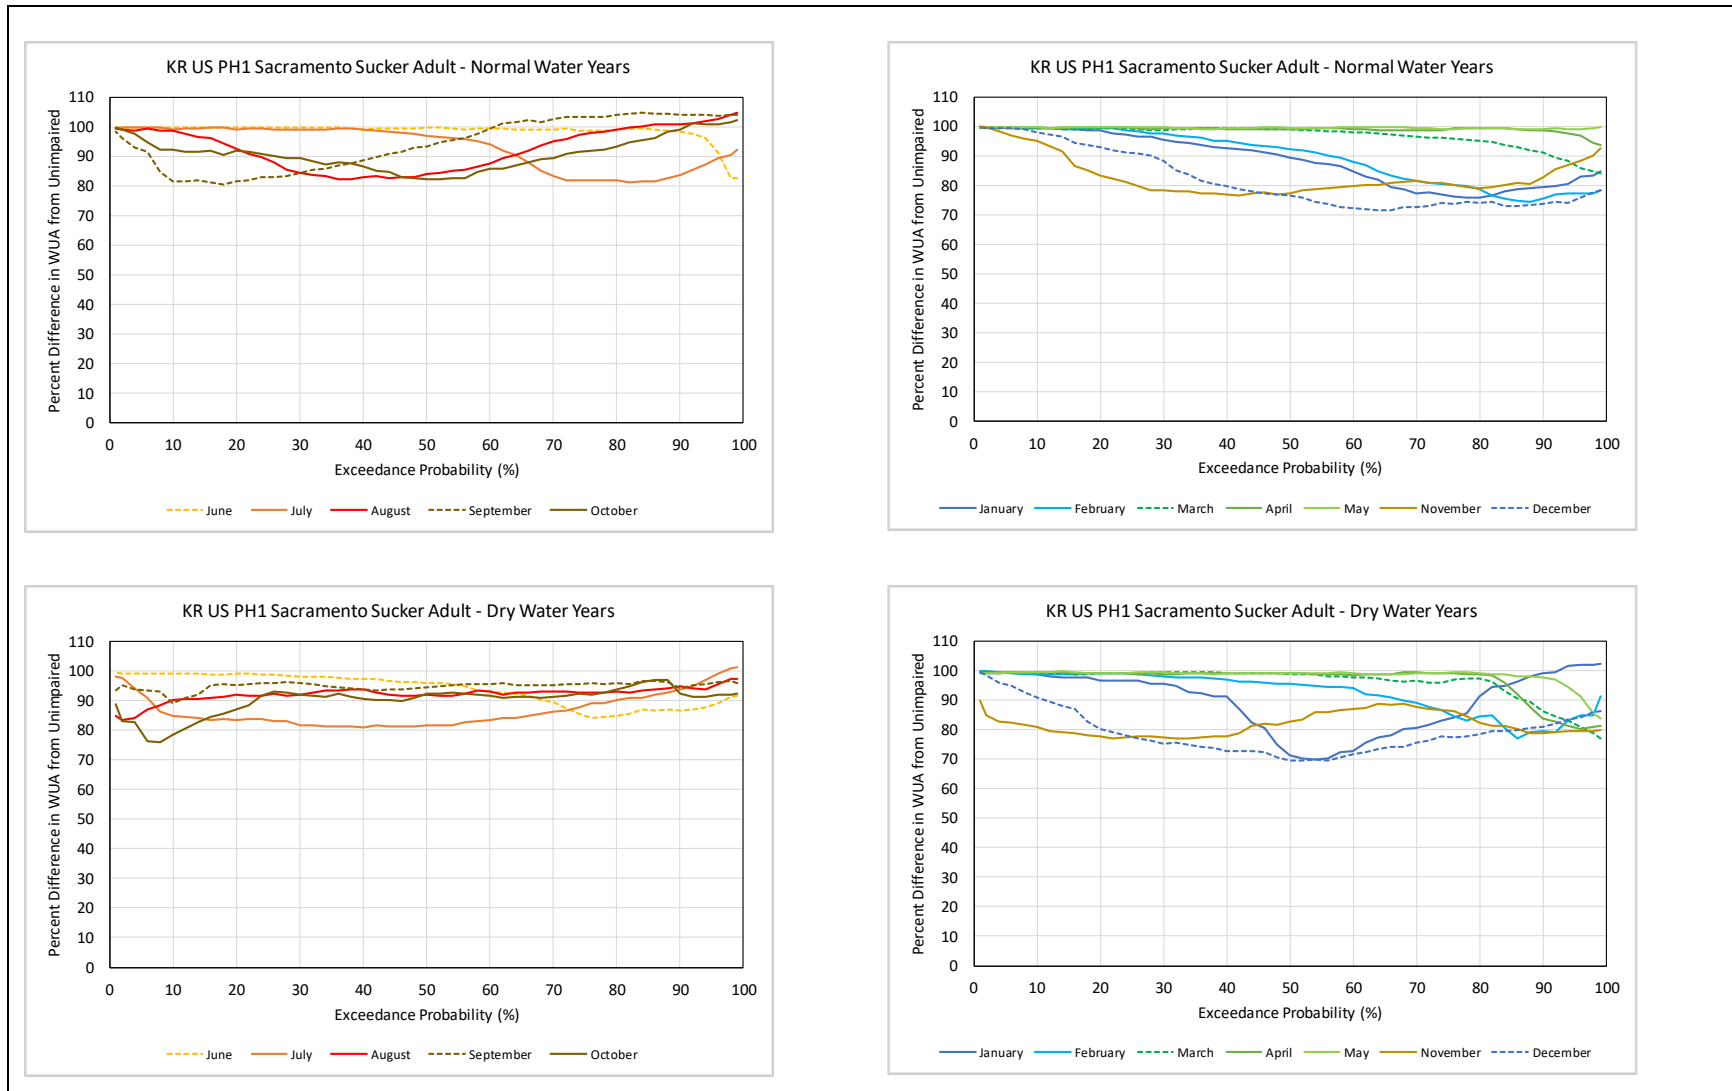 KR US PH1 Sacramento Sucker Adult - Normal Water Years
Percent Difference in WUA from Unimpaired
110
100
90
80
70
60
50
40
30
20
10
0
0 10 20 30 40 50 60 70 80 90 100
Exceedance Probability (%)
June July August September October
KR US PH1 Sacramento Sucker Adult - Normal Water Years
Percent Difference in WUA from Unimpaired
110
100
90
80
70
60
50
40
30
20
10
0
0 10 20 30 40 50 60 70 80 90 100
Exceedance Probability (%)
January February March April May November December
KR US PH1 Sacramento Sucker Adult - Dry Water Years
Percent Difference in WUA from Unimpaired
110
100
90
80
70
60
50
40
30
20
10
0
0 10 20 30 40 50 60 70 80 90 100
Exceedance Probability (%)
June July August September October
KR US PH1 Sacramento Sucker Adult - Dry Water Years
Percent Difference in WUA from Unimpaired
110
100
90
80
70
60
50
40
30
20
10
0
0 10 20 30 40 50 60 70 80 90 100
Exceedance Probability (%)
January February March April May November December